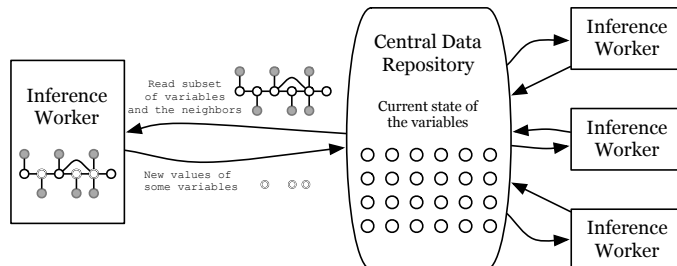 Inference
Worker
Read subset
of variables
and the neighbors
New values of
some variables
Central Data
Repository
Current state of
the variables
Inference
Worker
Inference
Worker
Inference
Worker